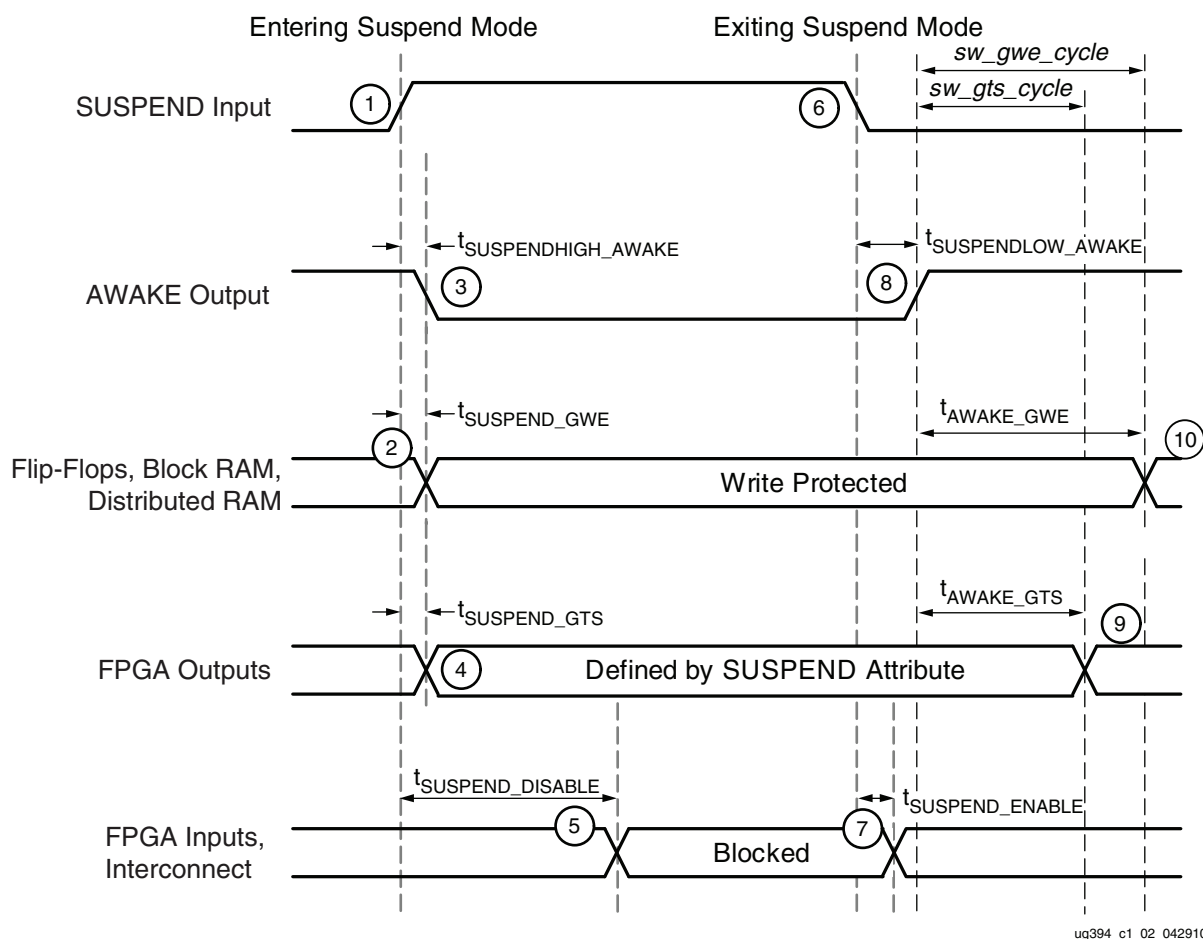 Entering Suspend Mode
Exiting Suspend Mode
sw_gwe_cycle
sw_gts_cycle
SUSPEND Input
1
6
tSUSPENDHIGH_AWAKE
tSUSPENDLOW_AWAKE
AWAKE Output
3
8
tSUSPEND_GWE
tAWAKE_GWE
2
10
Flip-Flops, Block RAM,
Distributed RAM
Write Protected
tSUSPEND_GTS
tAWAKE_GTS
9
FPGA Outputs
4
Defined by SUSPEND Attribute
tSUSPEND_DISABLE
tSUSPEND_ENABLE
5
7
FPGA Inputs,
Interconnect
Blocked
ug394_c1_02_042910